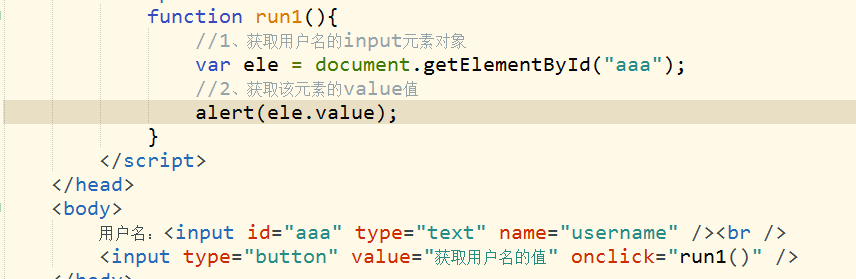 function run1(){
//1、获取用户名的input元素对象
var ele = document.getElementById("aaa");
//2、获取该元素的value值
alert(ele.value);
}
</script>
</head>
<body>
用户名：<input id="aaa" type="text" name="username" /><br />
<input type="button" value="获取用户名的值" onclick="run1()" />